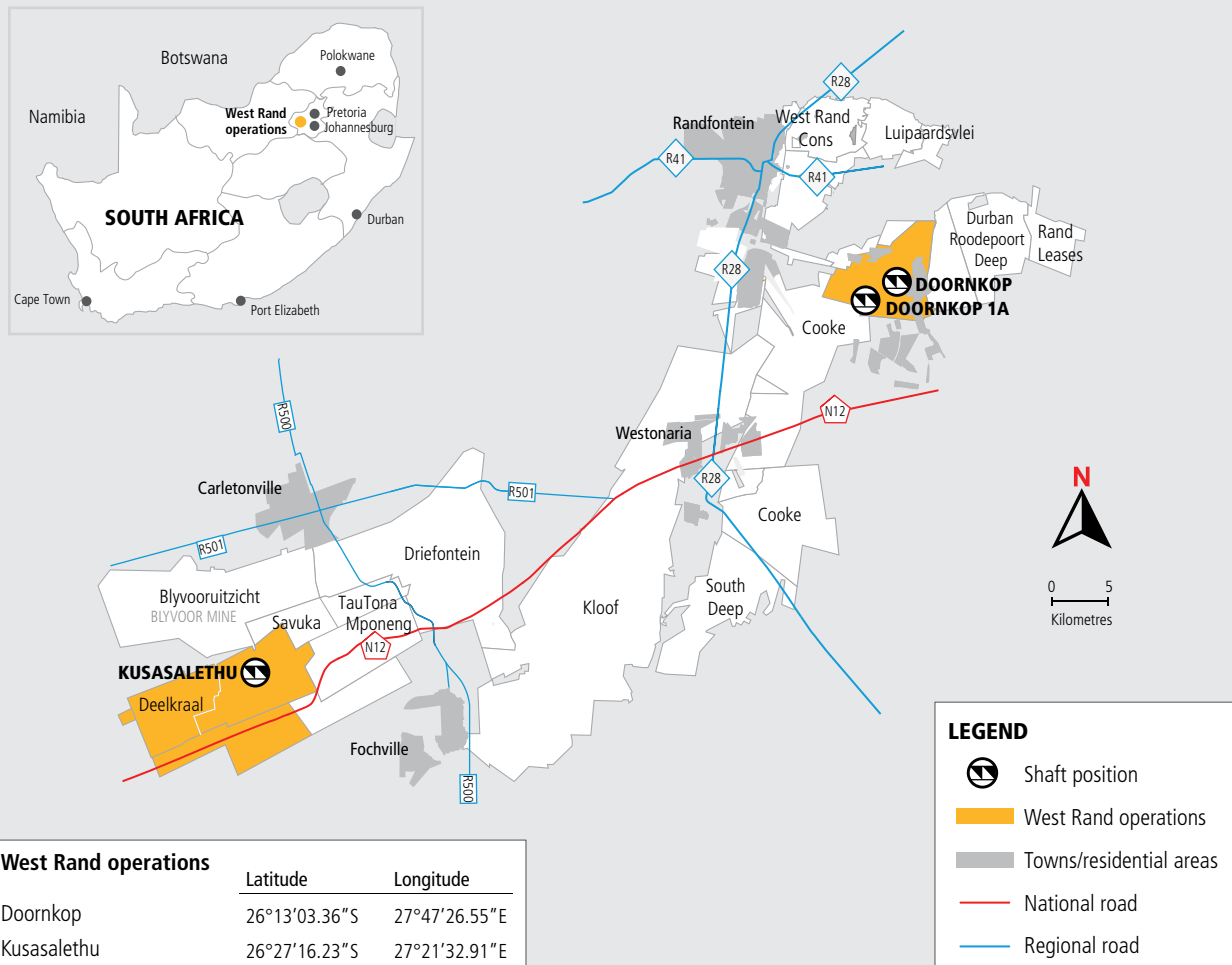 Botswana
Polokwane
Namibia
West Rand
operations
Pretoria
Johannesburg
SOUTH AFRICA
Durban
Cape Town
Port Elizabeth
R28
Randfontein
West Rand
Cons
Luipaardsvlei
R41
R41
Durban
Roodepoort
Deep
Rand
Leases
R28
DOORNKOP
DOORNKOP 1A
Cooke
R500
N12
Westonaria
R28
Carletonville
R501
Cooke
N
R501
Driefontein
0 5
Kilometres
Blyvooruitzicht
BLYVOOR MINE
TauTona
Savuka
Mponeng
Kloof
South
Deep
N12
KUSASALETHU
Deelkraal
Fochville
R500
LEGEND
Shaft position
West Rand operations
Towns/residential areas
National road
Regional road
West Rand operations
Latitude Longitude
Doornkop 26°13’03.36”S 27°47’26.55”E
Kusasalethu 26°27’16.23”S 27°21’32.91”E